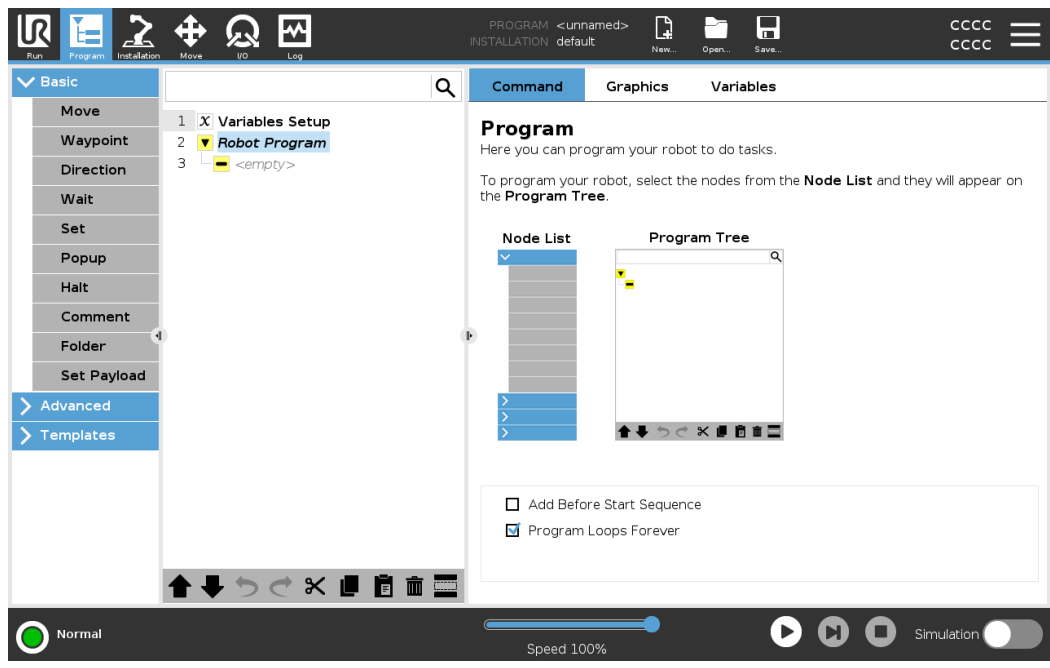 PROGRAM <unnamed>
INSTALLATION default
CCCC
CCCC
Run Program Installation Move I/O Log
New... Open... Save...
Basic
Move
Waypoint
Direction
Wait
Set
Popup
Halt
Comment
Folder
Set Payload
Advanced
Templates
1 X Variables Setup
2 Robot Program
3 <empty>
Command Graphics Variables
Program
Here you can program your robot to do tasks.
To program your robot, select the nodes from the Node List and they will appear on
the Program Tree.
Node List Program Tree
Add Before Start Sequence
Program Loops Forever
Normal
Speed 100%
Simulation